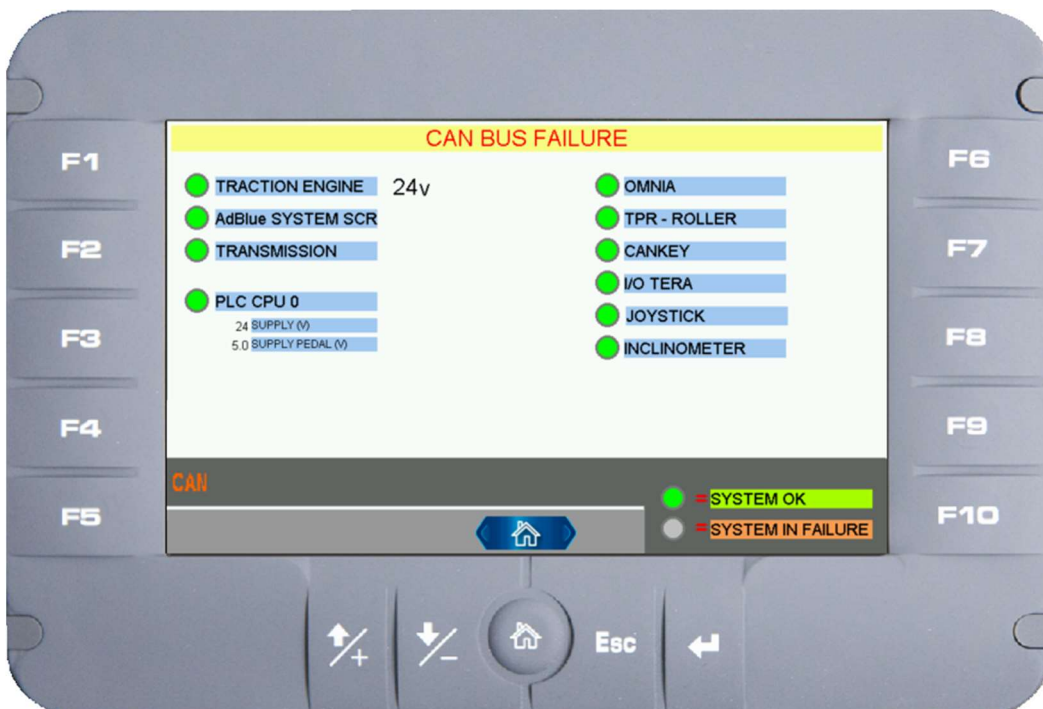 CAN BUS FAILURE
F1
F2
F3
F4
F5
TRACTION ENGINE 24v
AdBlue SYSTEM SCR
TRANSMISSION
PLC CPU 0
24 SUPPLY (V)
5.0 SUPPLY PEDAL (V)
OMNIA
TPR - ROLLER
CANKEY
I/O TERA
JOYSTICK
INCLINOMETER
CAN
= SYSTEM OK
= SYSTEM IN FAILURE
F6
F7
F8
F9
F10
/+
/-
Esc